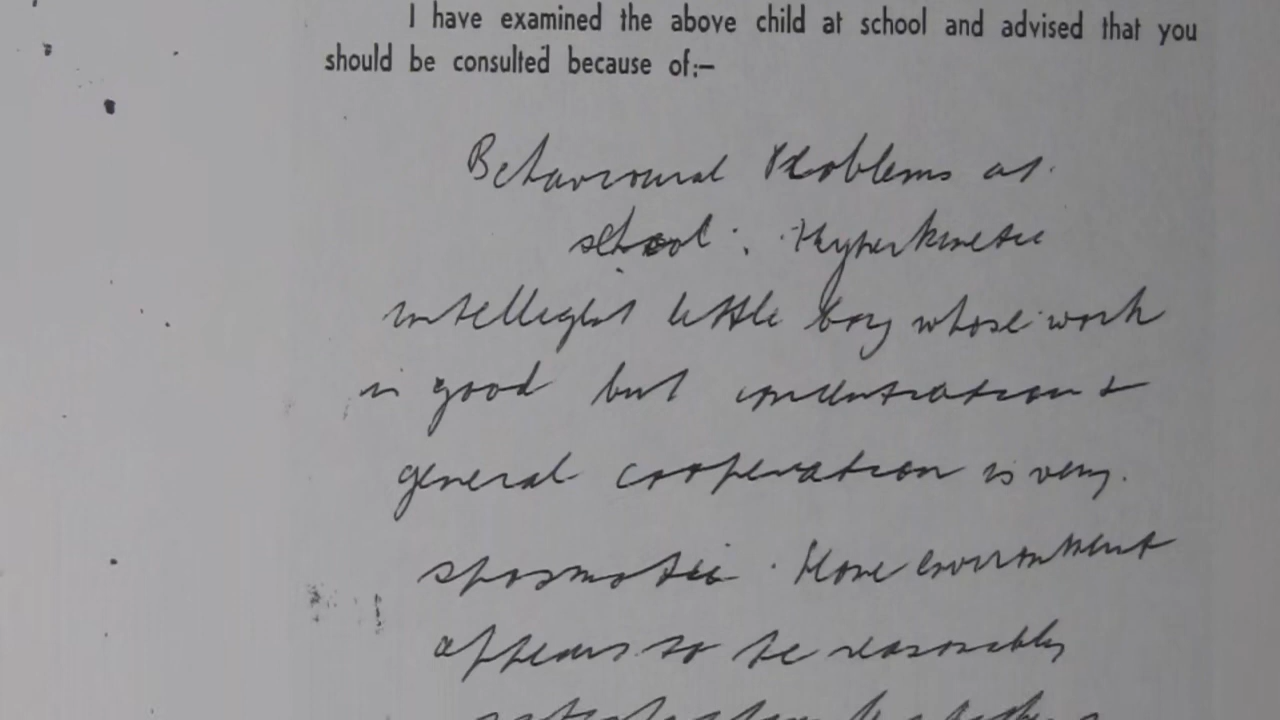 I have examined the above child at school and advised that you
should be consulted because of:—
Behavioural Problems at
school. Hyperkinetic
intelligent little boy whose work
is good but concentration &
general cooperation is very
spasmotic. Home environment
appears to be reasonably